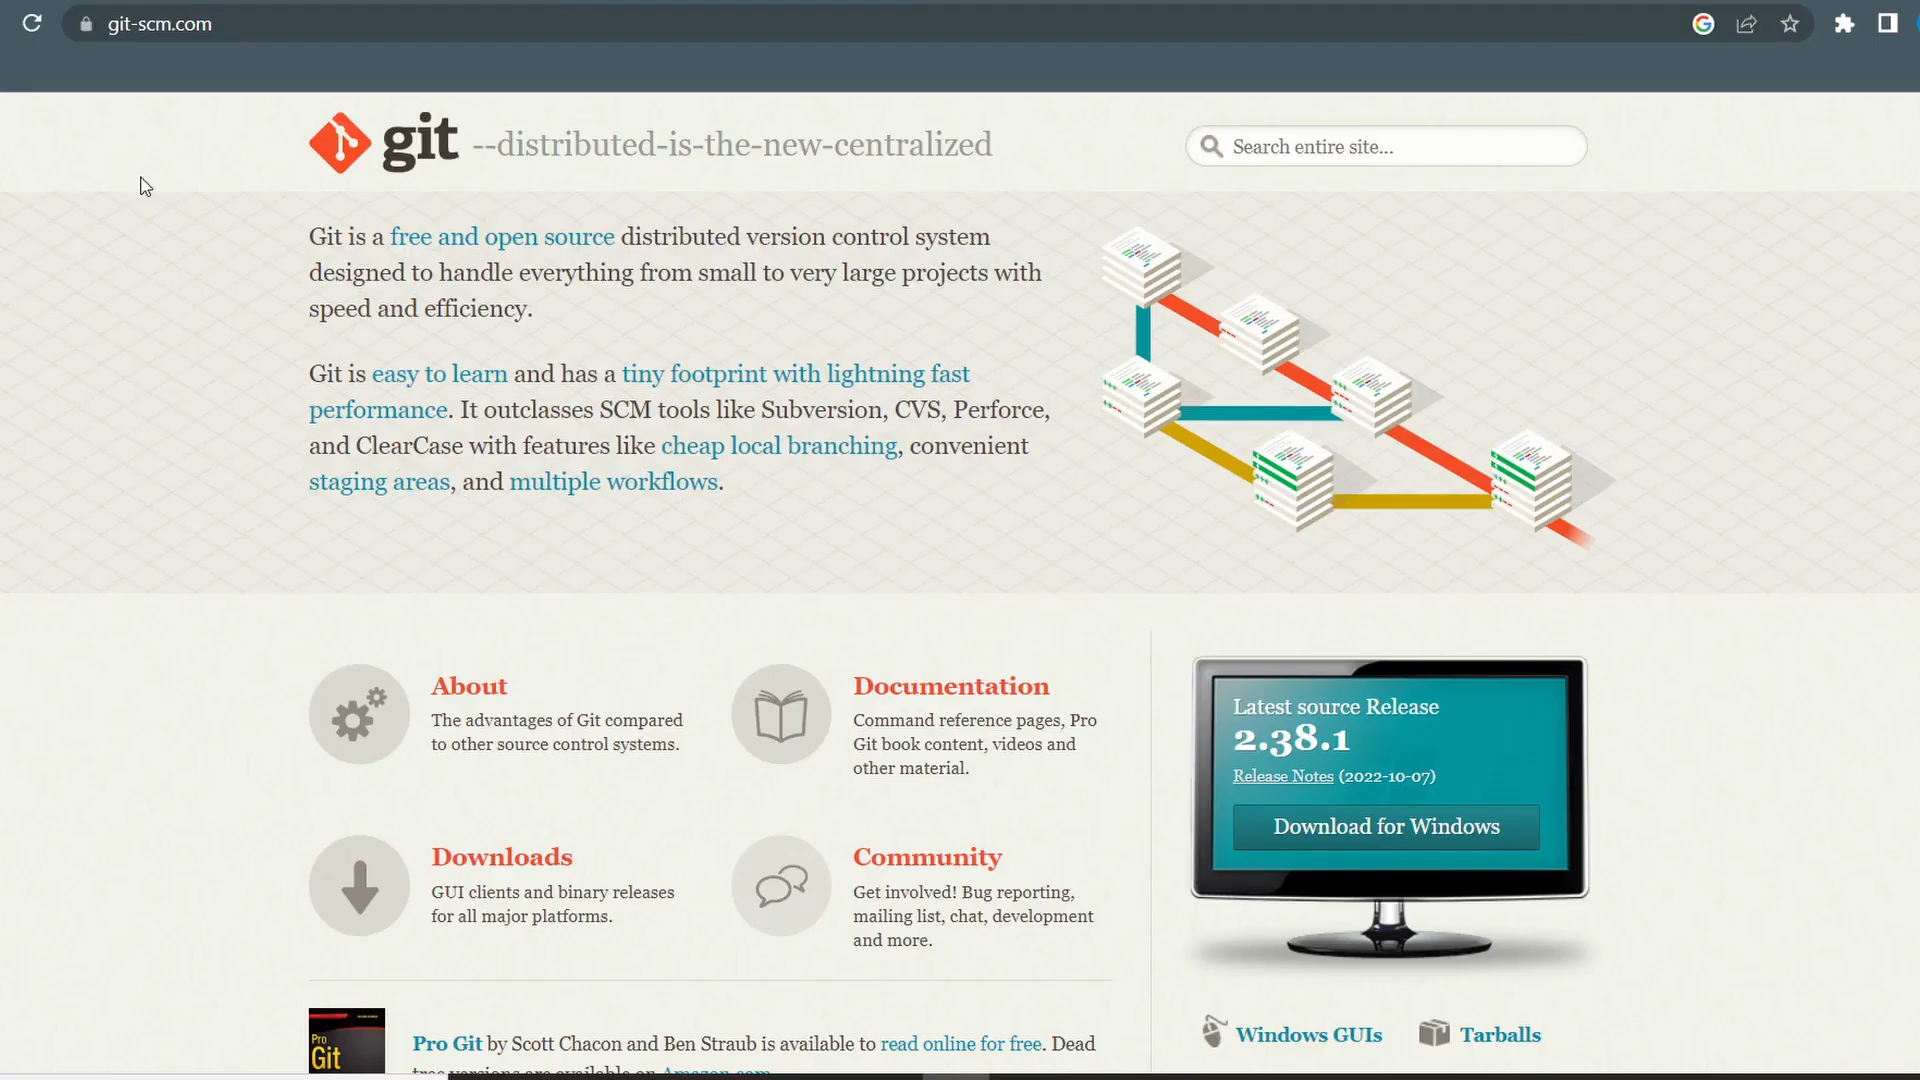 git-scm.com
git --distributed-is-the-new-centralized
Search entire site...
Git is a free and open source distributed version control system
designed to handle everything from small to very large projects with
speed and efficiency.
Git is easy to learn and has a tiny footprint with lightning fast
performance. It outclasses SCM tools like Subversion, CVS, Perforce,
and ClearCase with features like cheap local branching, convenient
staging areas, and multiple workflows.
About
The advantages of Git compared
to other source control systems.
Documentation
Command reference pages, Pro
Git book content, videos and
other material.
Downloads
GUI clients and binary releases
for all major platforms.
Community
Get involved! Bug reporting,
mailing list, chat, development
and more.
Latest source Release
2.38.1
Release Notes (2022-10-07)
Download for Windows
Windows GUIs
Tarballs
Pro
Git
Pro Git by Scott Chacon and Ben Straub is available to read online for free. Dead
tree versions are available on Amazon.com.